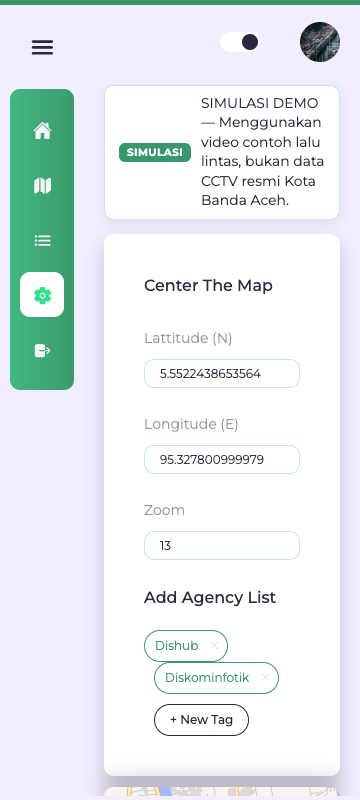 SIMULASI
SIMULASI DEMO
— Menggunakan
video contoh lalu
lintas, bukan data
CCTV resmi Kota
Banda Aceh.
Center The Map
Lattitude (N)
5.5522438653564
Longitude (E)
95.327800999979
Zoom
13
Add Agency List
Dishub ×
Diskominfotik ×
+ New Tag